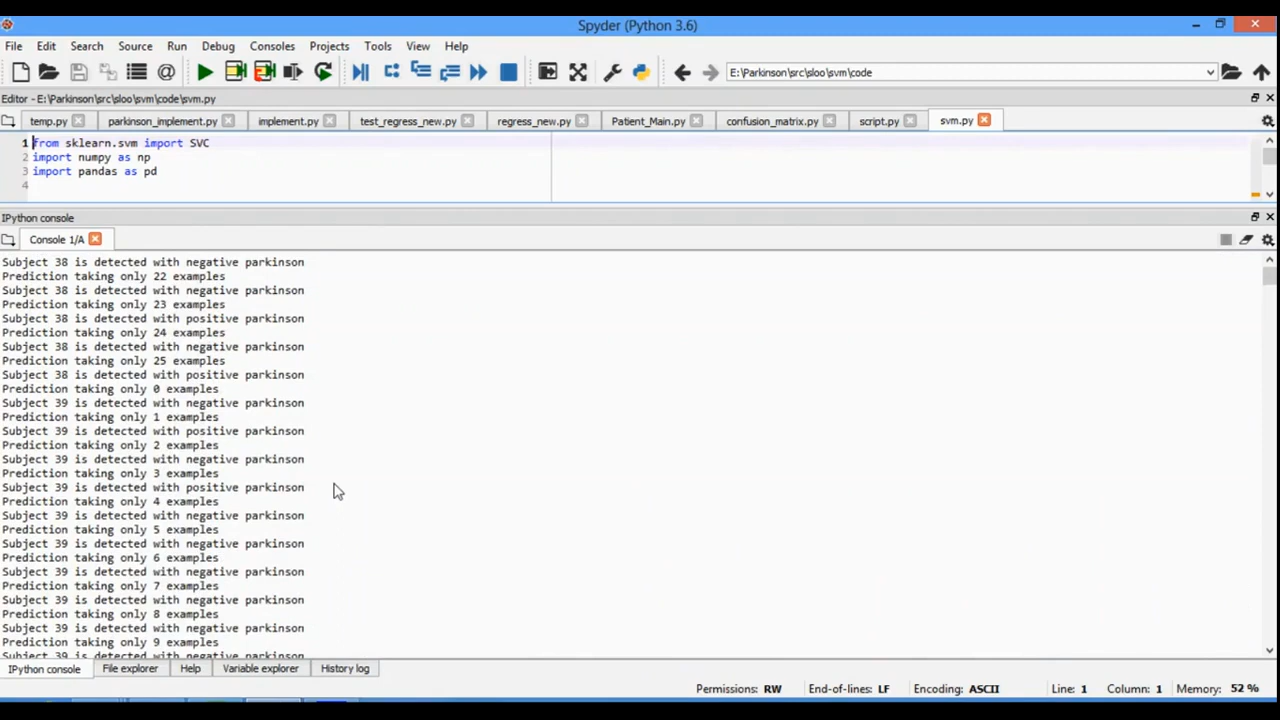 Spyder (Python 3.6)
File Edit Search Source Run Debug Consoles Projects Tools View Help
E:\Parkinson\src\sloo\svm\code
Editor - E:\Parkinson\src\sloo\svm\code\svm.py
temp.py parkinson_implement.py implement.py test_regress_new.py regress_new.py Patient_Main.py confusion_matrix.py script.py svm.py
1 from sklearn.svm import SVC
2 import numpy as np
3 import pandas as pd
4
IPython console
Console 1/A
Subject 38 is detected with negative parkinson
Prediction taking only 22 examples
Subject 38 is detected with negative parkinson
Prediction taking only 23 examples
Subject 38 is detected with positive parkinson
Prediction taking only 24 examples
Subject 38 is detected with negative parkinson
Prediction taking only 25 examples
Subject 38 is detected with positive parkinson
Prediction taking only 0 examples
Subject 39 is detected with negative parkinson
Prediction taking only 1 examples
Subject 39 is detected with positive parkinson
Prediction taking only 2 examples
Subject 39 is detected with negative parkinson
Prediction taking only 3 examples
Subject 39 is detected with positive parkinson
Prediction taking only 4 examples
Subject 39 is detected with negative parkinson
Prediction taking only 5 examples
Subject 39 is detected with negative parkinson
Prediction taking only 6 examples
Subject 39 is detected with negative parkinson
Prediction taking only 7 examples
Subject 39 is detected with negative parkinson
Prediction taking only 8 examples
Subject 39 is detected with negative parkinson
Prediction taking only 9 examples
Subject 39 is detected with negative parkinson
IPython console File explorer Help Variable explorer History log
Permissions: RW End-of-lines: LF Encoding: ASCII Line: 1 Column: 1 Memory: 52 %